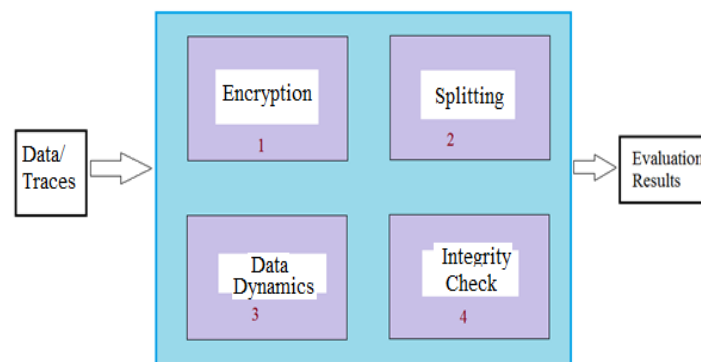 Data/
Traces
Encryption
1
Splitting
2
Data
Dynamics
3
Integrity
Check
4
Evaluation
Results